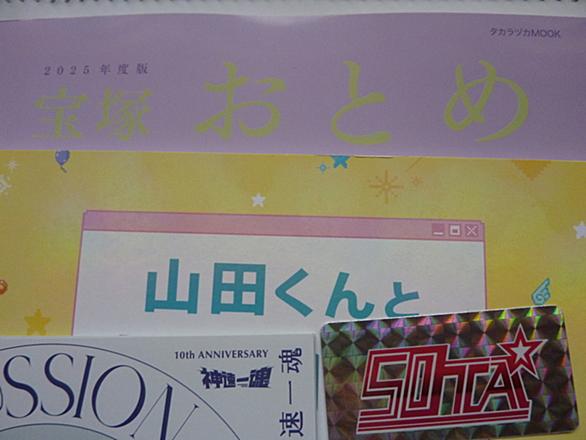 タカラヅカMOOK
2025年度版
宝塚 おとめ
山田くんと
SSION
10th ANNIVERSARY
神速一魂
速一魂
SOHTA